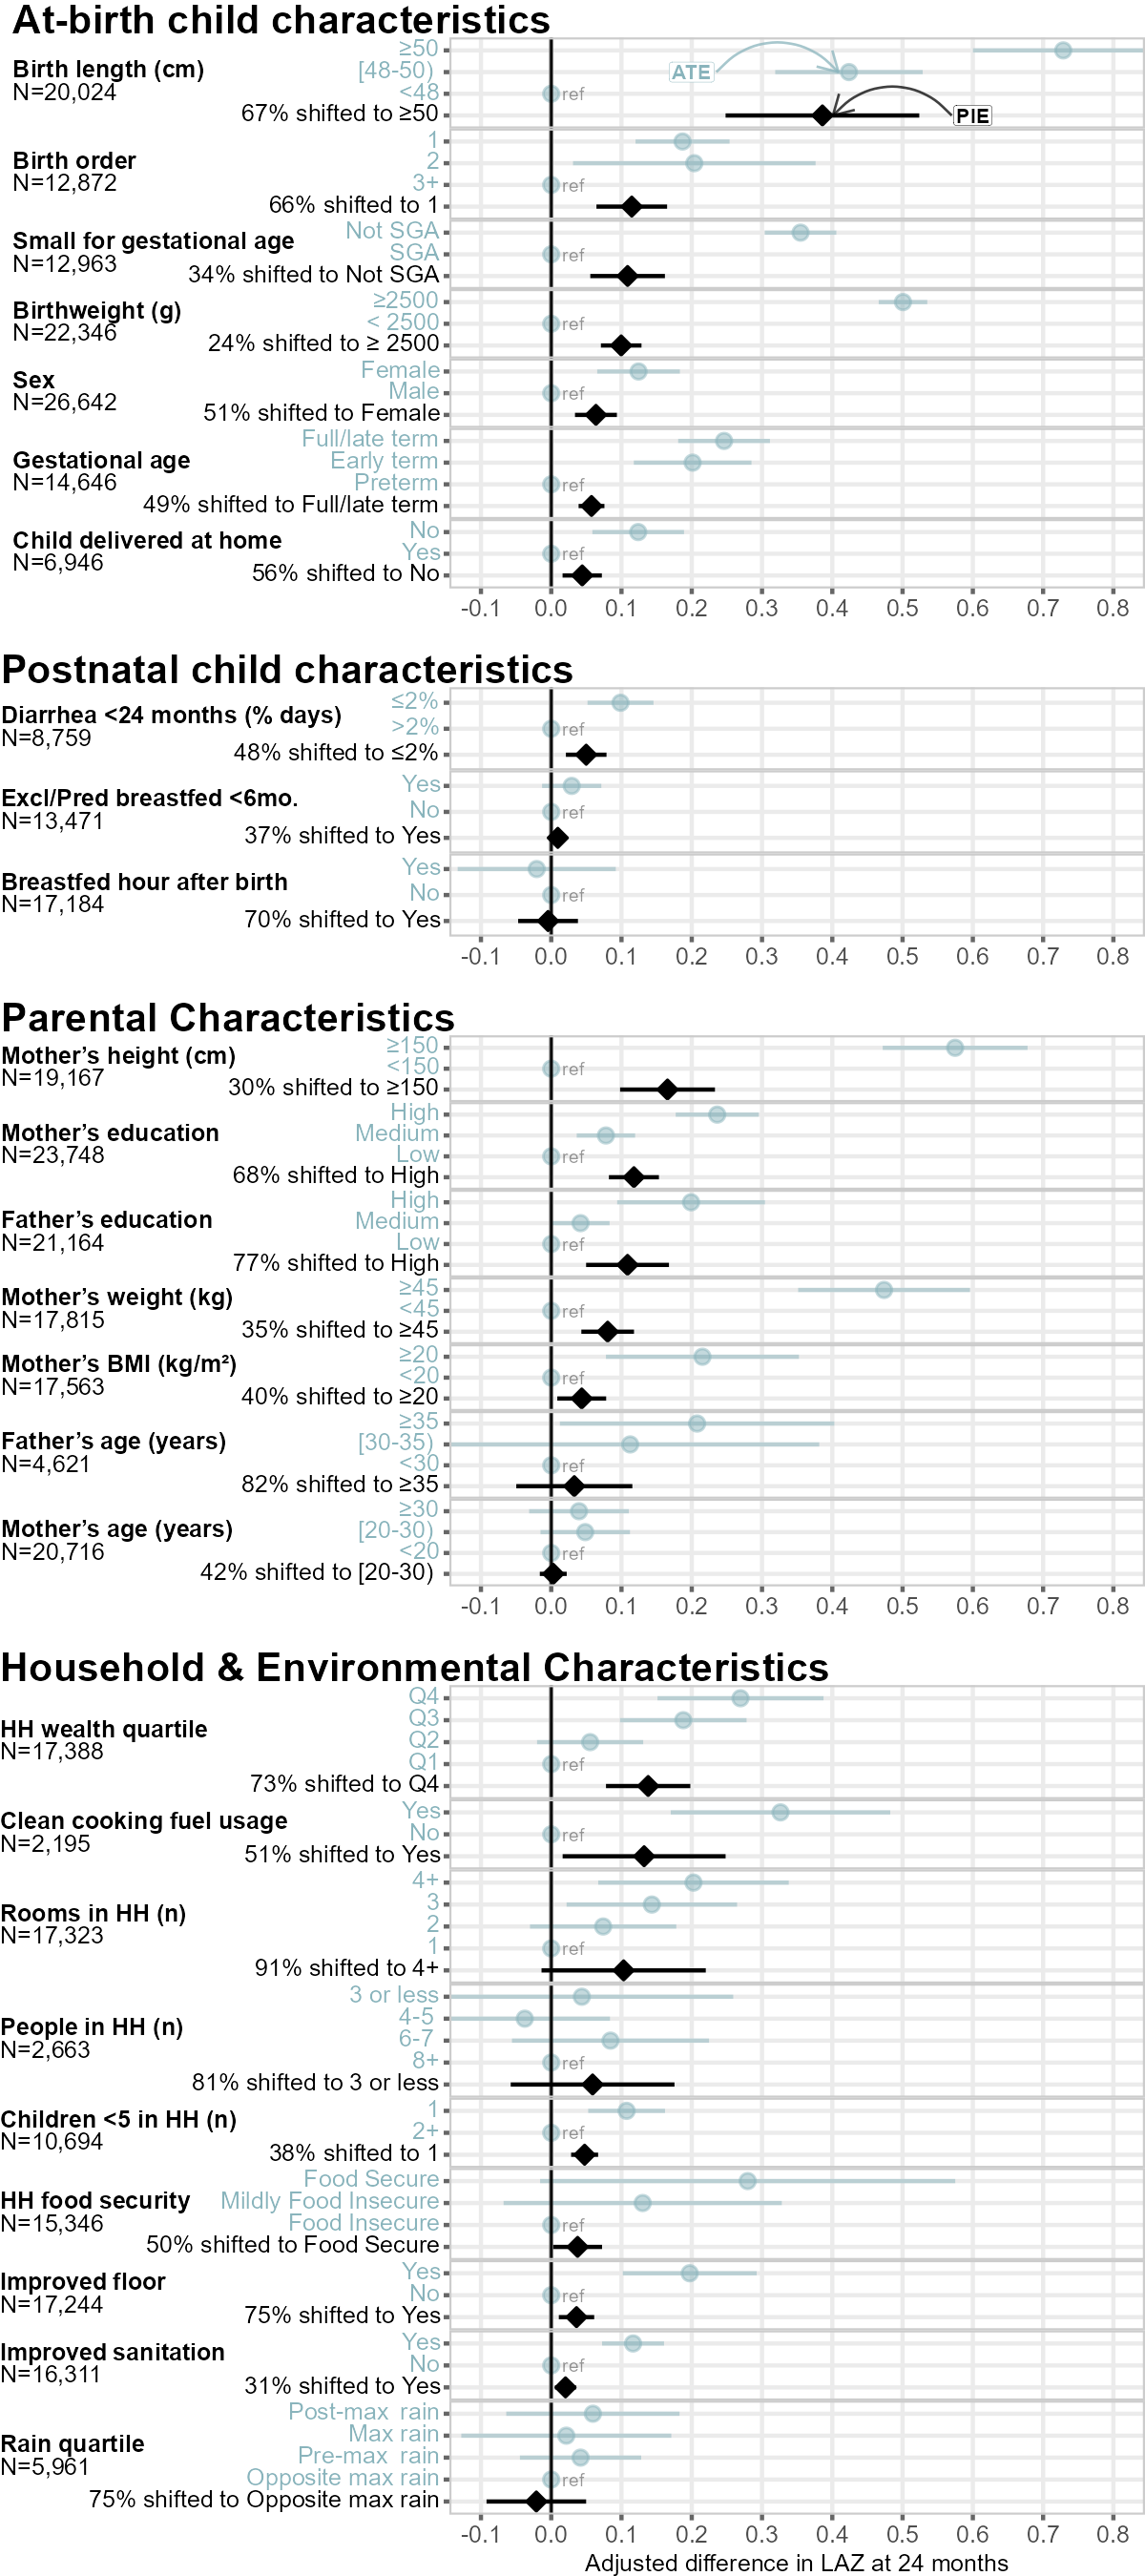 At-birth child characteristics
Birth length (cm)
N=20,024
≥50
[48-50)
<48
67% shifted to ≥50
ref
ATE
PIE
Birth order
N=12,872
1
2
3+
66% shifted to 1
ref
Small for gestational age
N=12,963
Not SGA
SGA
34% shifted to Not SGA
ref
Birthweight (g)
N=22,346
≥2500
< 2500
24% shifted to ≥ 2500
ref
Sex
N=26,642
Female
Male
51% shifted to Female
ref
Gestational age
N=14,646
Full/late term
Early term
Preterm
49% shifted to Full/late term
ref
Child delivered at home
N=6,946
No
Yes
56% shifted to No
ref
-0.1 0.0 0.1 0.2 0.3 0.4 0.5 0.6 0.7 0.8
Postnatal child characteristics
Diarrhea <24 months (% days)
N=8,759
≤2%
>2%
48% shifted to ≤2%
ref
Excl/Pred breastfed <6mo.
N=13,471
Yes
No
37% shifted to Yes
ref
Breastfed hour after birth
N=17,184
Yes
No
70% shifted to Yes
ref
-0.1 0.0 0.1 0.2 0.3 0.4 0.5 0.6 0.7 0.8
Parental Characteristics
Mother’s height (cm)
N=19,167
≥150
<150
30% shifted to ≥150
ref
Mother’s education
N=23,748
High
Medium
Low
68% shifted to High
ref
Father’s education
N=21,164
High
Medium
Low
77% shifted to High
ref
Mother’s weight (kg)
N=17,815
≥45
<45
35% shifted to ≥45
ref
Mother’s BMI (kg/m²)
N=17,563
≥20
<20
40% shifted to ≥20
ref
Father’s age (years)
N=4,621
≥35
[30-35)
<30
82% shifted to ≥35
ref
Mother’s age (years)
N=20,716
≥30
[20-30)
<20
42% shifted to [20-30)
ref
-0.1 0.0 0.1 0.2 0.3 0.4 0.5 0.6 0.7 0.8
Household & Environmental Characteristics
HH wealth quartile
N=17,388
Q4
Q3
Q2
Q1
73% shifted to Q4
ref
Clean cooking fuel usage
N=2,195
Yes
No
51% shifted to Yes
ref
Rooms in HH (n)
N=17,323
4+
3
2
1
91% shifted to 4+
ref
People in HH (n)
N=2,663
3 or less
4-5
6-7
8+
81% shifted to 3 or less
ref
Children <5 in HH (n)
N=10,694
1
2+
38% shifted to 1
ref
HH food security
N=15,346
Food Secure
Mildly Food Insecure
Food Insecure
50% shifted to Food Secure
ref
Improved floor
N=17,244
Yes
No
75% shifted to Yes
ref
Improved sanitation
N=16,311
Yes
No
31% shifted to Yes
ref
Rain quartile
N=5,961
Post-max rain
Max rain
Pre-max rain
Opposite max rain
75% shifted to Opposite max rain
ref
-0.1 0.0 0.1 0.2 0.3 0.4 0.5 0.6 0.7 0.8
Adjusted difference in LAZ at 24 months